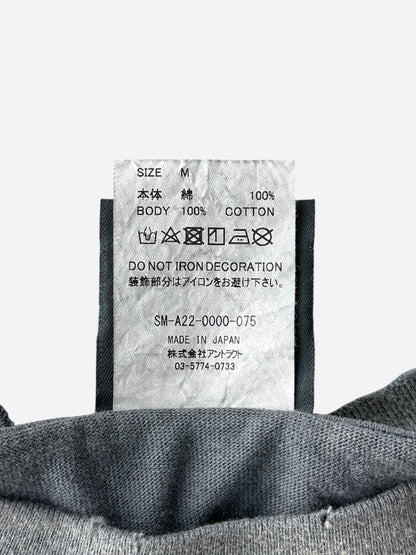 SIZE M
本体 綿 100%
BODY 100% COTTON
DO NOT IRON DECORATION
装飾部分はアイロンをお避け下さい。
SM-A22-0000-075
MADE IN JAPAN
株式会社アントラクト
03-5774-0733